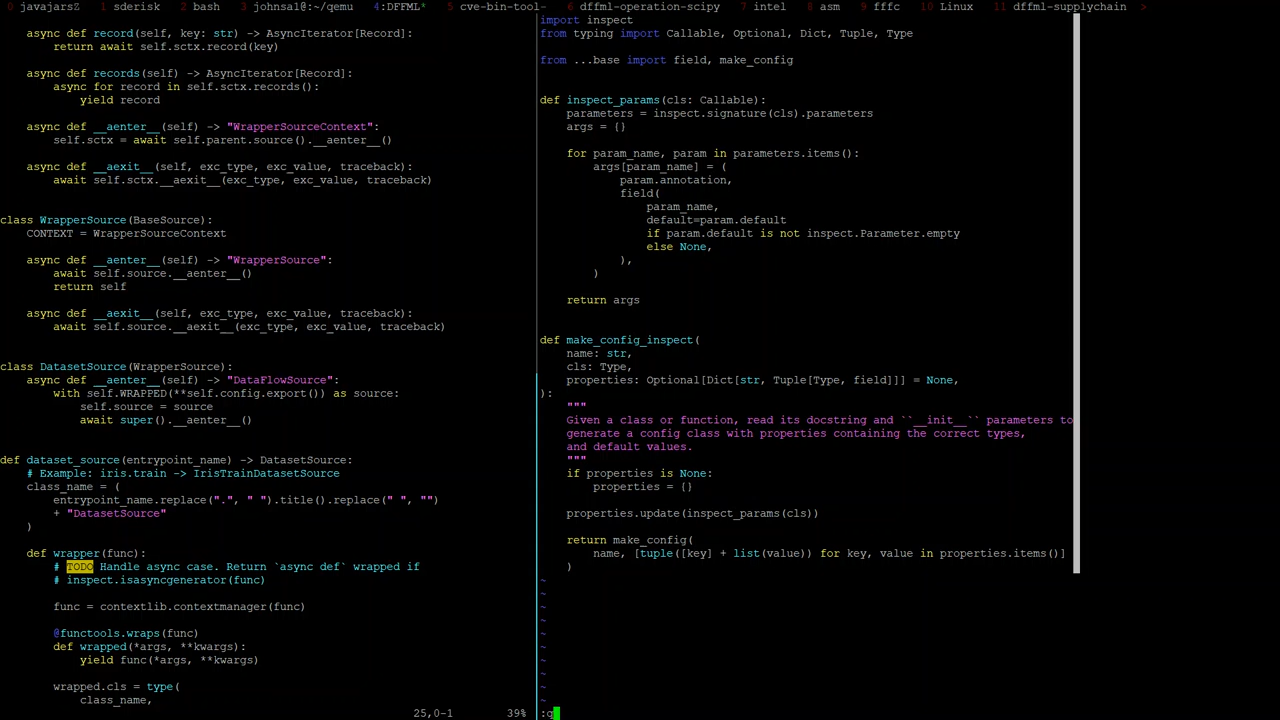 0 javajarsZ 1 sderisk 2 bash 3 johnsa1@:~/qemu 4:DFFML* 5 cve-bin-tool- 6 dffml-operation-scipy 7 intel 8 asm 9 fffc 10 Linux 11 dffml-supplychain >
    async def record(self, key: str) -> AsyncIterator[Record]:
        return await self.sctx.record(key)
    async def records(self) -> AsyncIterator[Record]:
        async for record in self.sctx.records():
            yield record
    async def __aenter__(self) -> "WrapperSourceContext":
        self.sctx = await self.parent.source().__aenter__()
    async def __aexit__(self, exc_type, exc_value, traceback):
        await self.sctx.__aexit__(exc_type, exc_value, traceback)
class WrapperSource(BaseSource):
    CONTEXT = WrapperSourceContext
    async def __aenter__(self) -> "WrapperSource":
        await self.source.__aenter__()
        return self
    async def __aexit__(self, exc_type, exc_value, traceback):
        await self.source.__aexit__(exc_type, exc_value, traceback)
class DatasetSource(WrapperSource):
    async def __aenter__(self) -> "DataFlowSource":
        with self.WRAPPED(**self.config.export()) as source:
            self.source = source
            await super().__aenter__()
def dataset_source(entrypoint_name) -> DatasetSource:
    # Example: iris.train -> IrisTrainDatasetSource
    class_name = (
        entrypoint_name.replace(".", " ").title().replace(" ", "")
        + "DatasetSource"
    )
    def wrapper(func):
        # TODO Handle async case. Return `async def` wrapped if
        # inspect.isasyncgenerator(func)
        func = contextlib.contextmanager(func)
        @functools.wraps(func)
        def wrapped(*args, **kwargs):
            yield func(*args, **kwargs)
        wrapped.cls = type(
            class_name,
25,0-1 39%
import inspect
from typing import Callable, Optional, Dict, Tuple, Type
from ...base import field, make_config
def inspect_params(cls: Callable):
    parameters = inspect.signature(cls).parameters
    args = {}
    for param_name, param in parameters.items():
        args[param_name] = (
            param.annotation,
            field(
                param_name,
                default=param.default
                if param.default is not inspect.Parameter.empty
                else None,
            ),
        )
    return args
def make_config_inspect(
    name: str,
    cls: Type,
    properties: Optional[Dict[str, Tuple[Type, field]]] = None,
):
    """
    Given a class or function, read its docstring and ``__init__`` parameters to
    generate a config class with properties containing the correct types,
    and default values.
    """
    if properties is None:
        properties = {}
    properties.update(inspect_params(cls))
    return make_config(
        name, [tuple([key] + list(value)) for key, value in properties.items()]
    )
~
~
~
~
~
~
~
~
~
~
:q